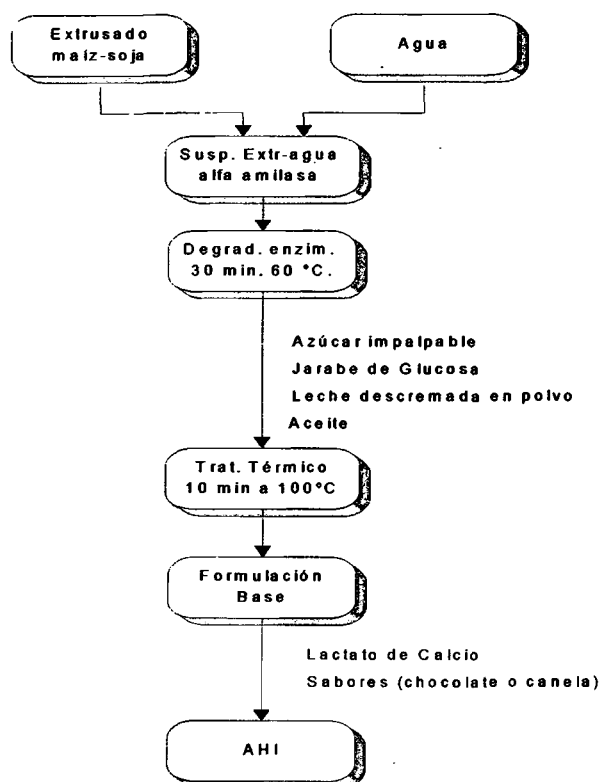 Extrusado
maíz-soja
Agua
Susp. Extr-agua
alfa amilasa
Degrad. enzim.
30 min. 60 °C.
Azúcar impalpable
Jarabe de Glucosa
Leche descremada en polvo
Aceite
Trat. Térmico
10 min a 100°C
Formulación
Base
Lactato de Calcio
Sabores (chocolate o canela)
AHI